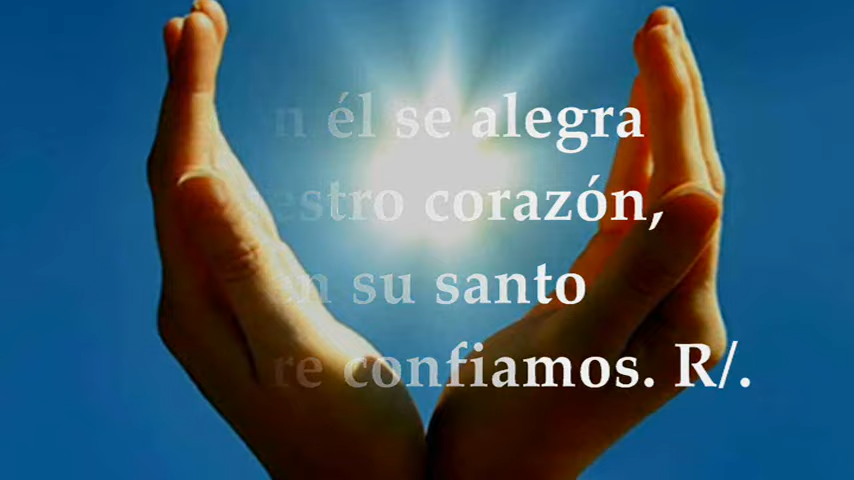 él se alegra
corazón,
su santo
confiamos. R/.